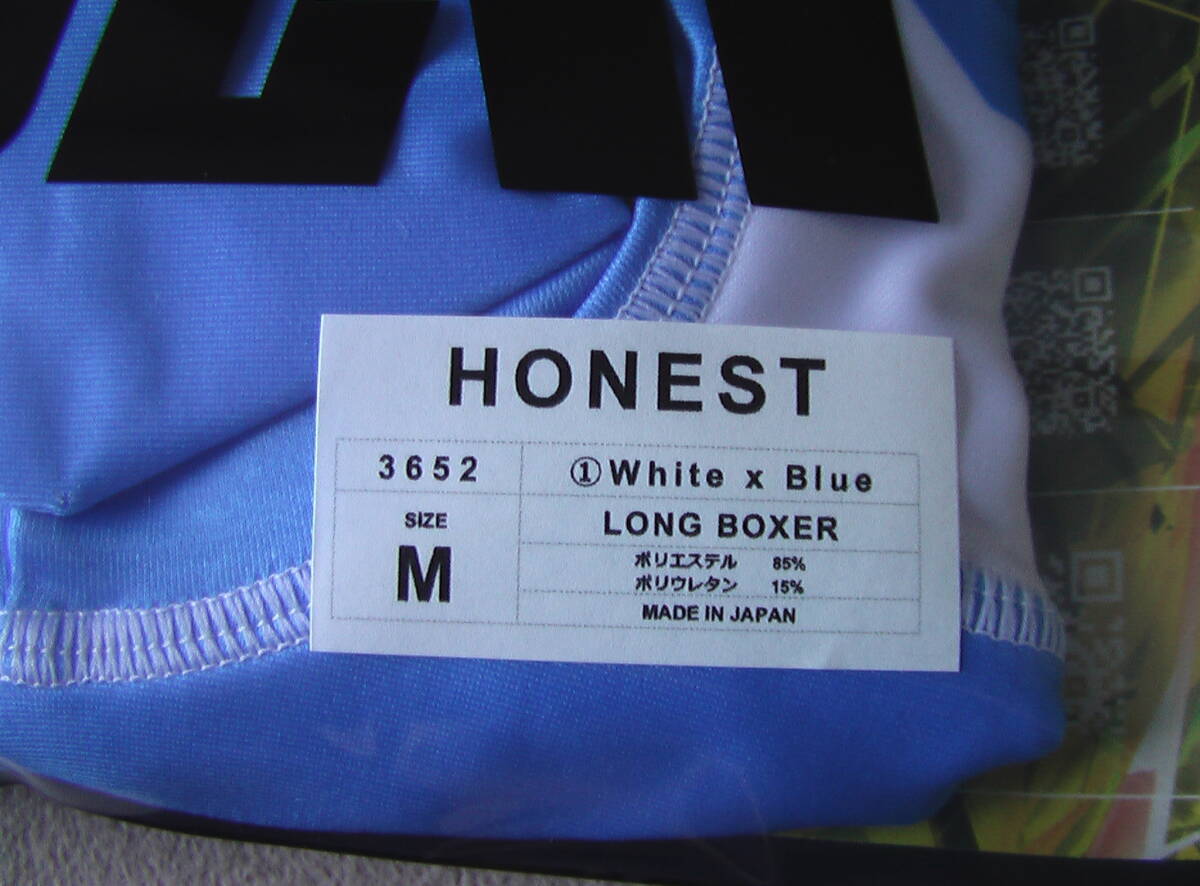 HONEST
3652
①White x Blue
SIZE
M
LONG BOXER
ポリエステル 85%
ポリウレタン 15%
MADE IN JAPAN